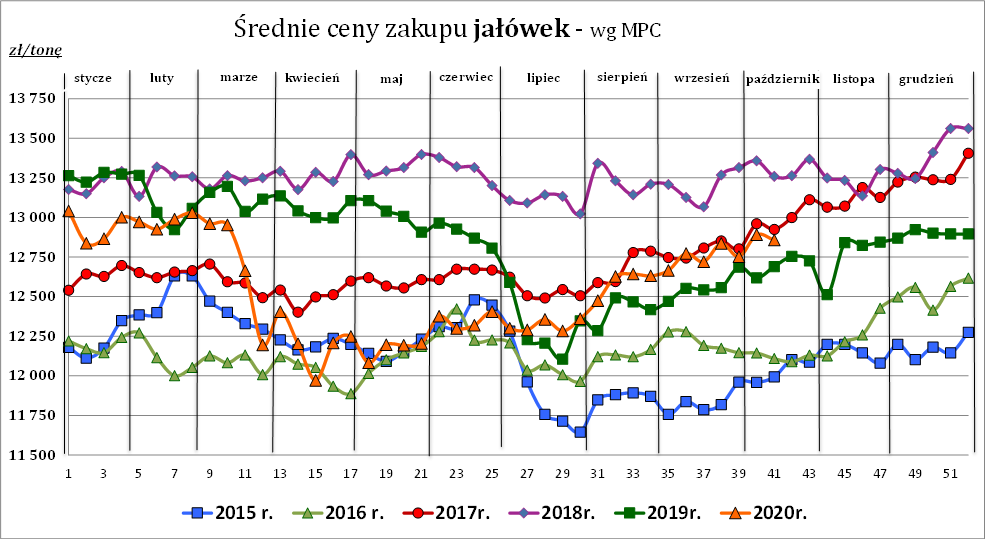 Średnie ceny zakupu jałówek - wg MPC
zł/tonę
stycze luty marze kwiecień maj czerwiec lipiec sierpień wrzesień październik listopa grudzień
13 750
13 500
13 250
13 000
12 750
12 500
12 250
12 000
11 750
11 500
1 3 5 7 9 11 13 15 17 19 21 23 25 27 29 31 33 35 37 39 41 43 45 47 49 51
2015 r. 2016 r. 2017r. 2018r. 2019r. 2020r.